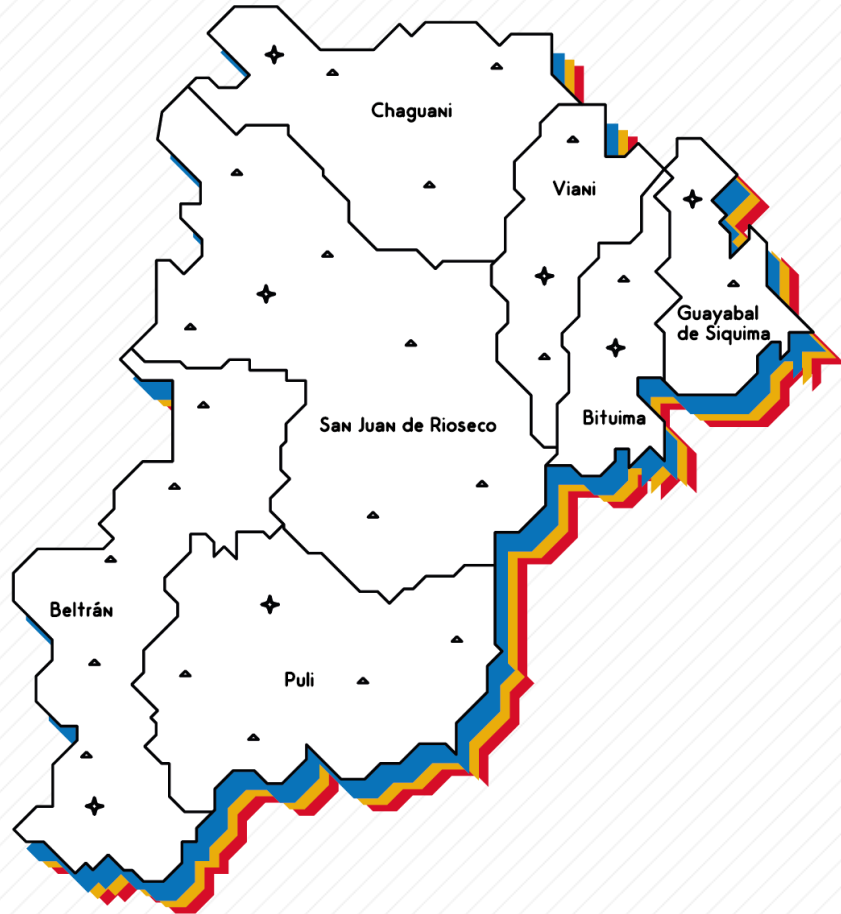 Chaguani
Viani
Guayabal
de Siquima
San Juan de Rioseco
Bituima
Beltrán
Puli